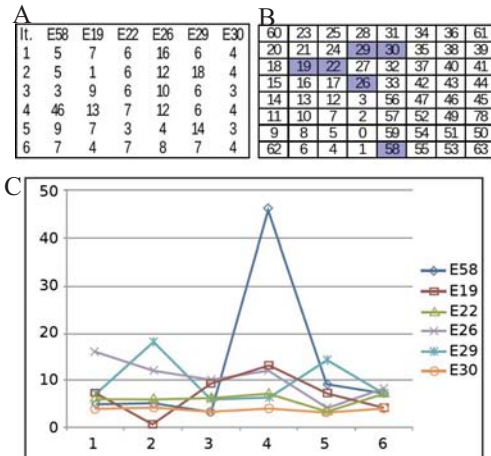 A
It. E58 E19 E22 E26 E29 E30
1 5 7 6 16 6 4
2 5 1 6 12 18 4
3 3 9 6 10 6 3
4 46 13 7 12 6 4
5 9 7 3 4 14 3
6 7 4 7 8 7 4
B
60 23 25 28 31 34 36 61
20 21 24 29 30 35 38 39
18 19 22 27 32 37 40 41
15 16 17 26 33 42 43 44
14 13 12 3 56 47 46 45
11 10 7 2 57 52 49 78
9 8 5 0 59 54 51 50
62 6 4 1 58 55 53 63
C
50
40
30
20
10
0
1 2 3 4 5 6
E58
E19
E22
E26
E29
E30